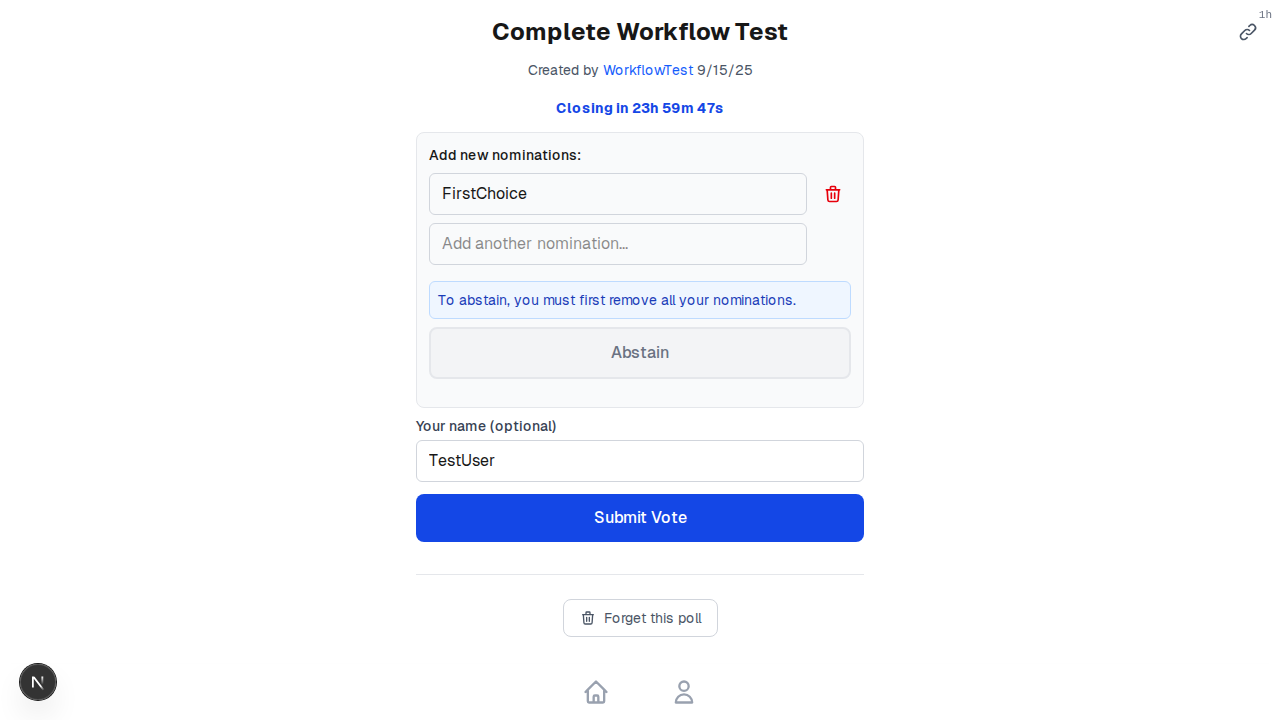 1h
Complete Workflow Test
Created by WorkflowTest 9/15/25
Closing in 23h 59m 47s
Add new nominations:
FirstChoice
Add another nomination...
To abstain, you must first remove all your nominations.
Abstain
Your name (optional)
TestUser
Submit Vote
Forget this poll
N